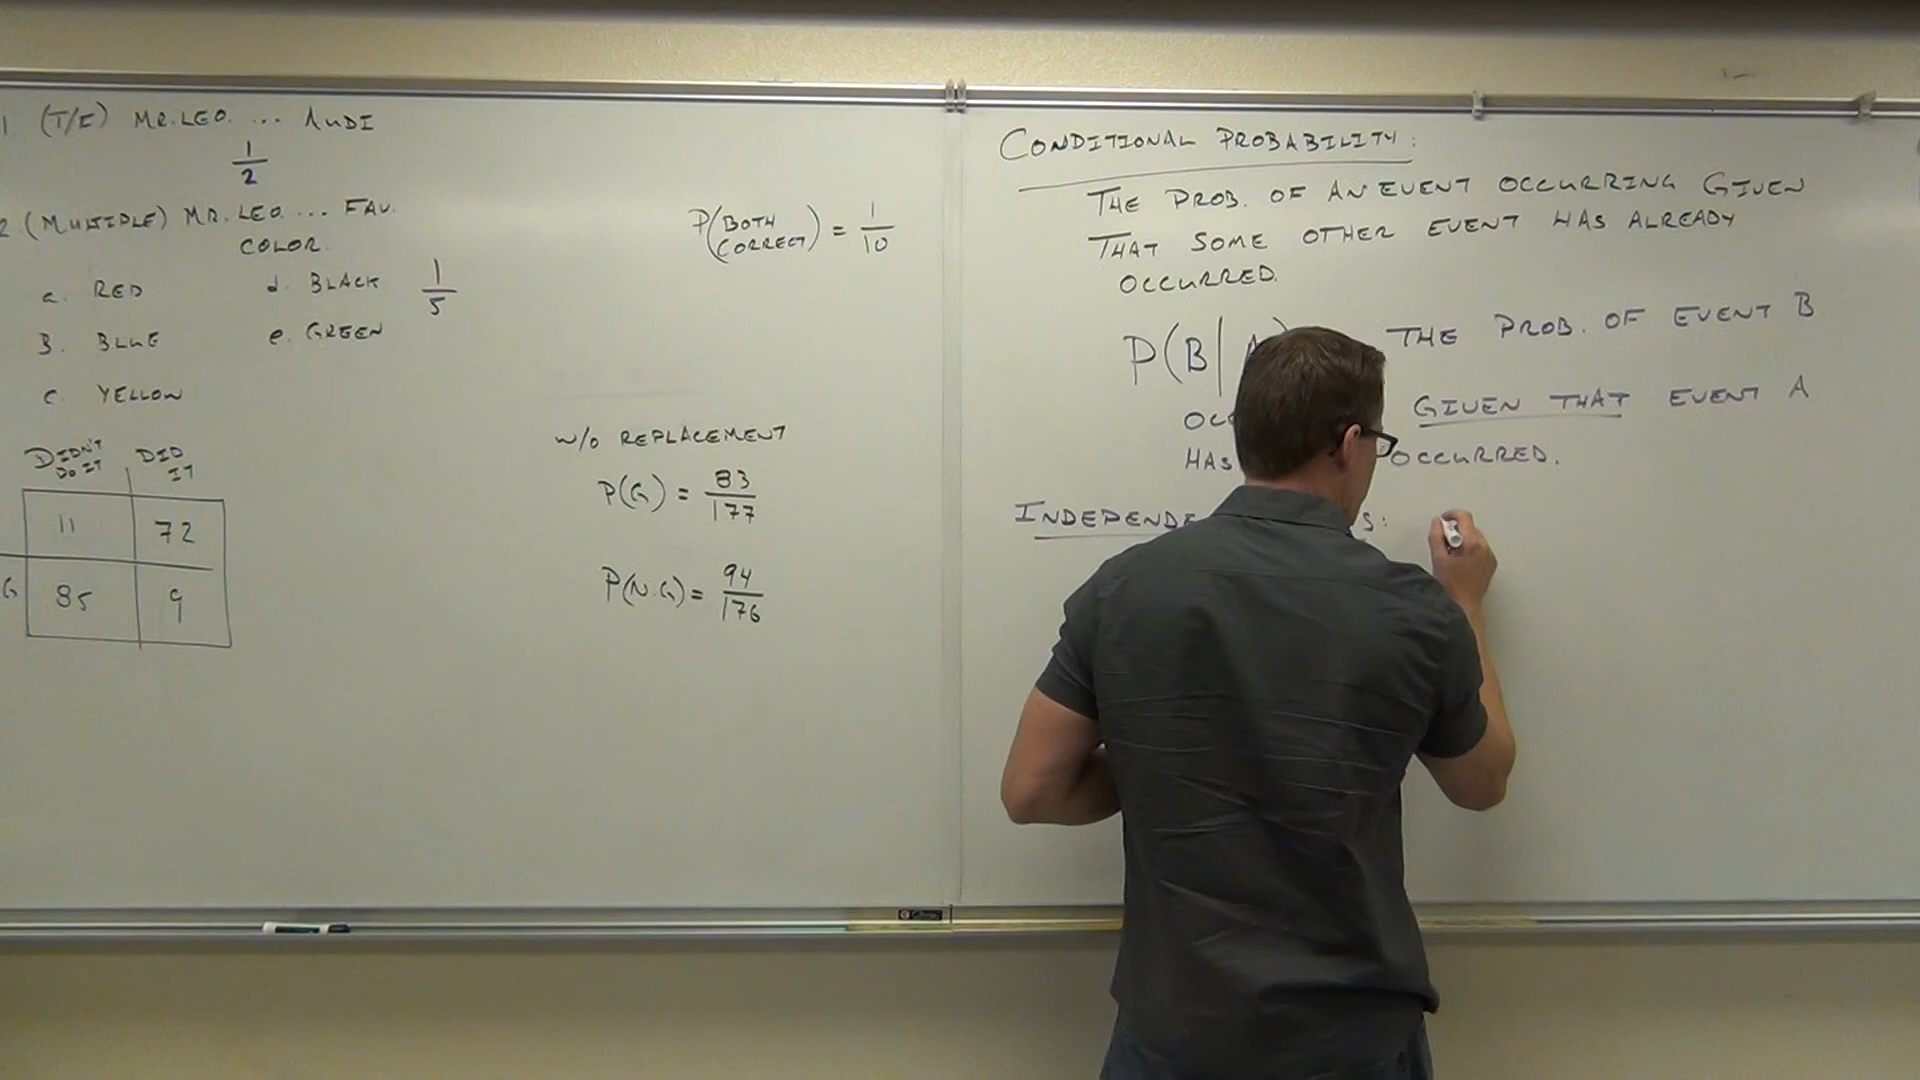 1 (T/F) MR. LEO. ... AUDI
1/2
2 (MULTIPLE) MR. LEO. ... FAV.
COLOR.
a. RED
d. BLACK
1/5
B. BLUE
e. GREEN
c. YELLOW
DIDN'T DO IT
DID IT
11 72
G 85 9
P(BOTH CORRECT) = 1/10
W/O REPLACEMENT
P(G) = 83/177
P(N.G) = 94/176
CONDITIONAL PROBABILITY:
THE PROB. OF AN EVENT OCCURRING GIVEN
THAT SOME OTHER EVENT HAS ALREADY
OCCURRED.
P(B|A) THE PROB. OF EVENT B
GIVEN THAT EVENT A
HAS OCCURRED.